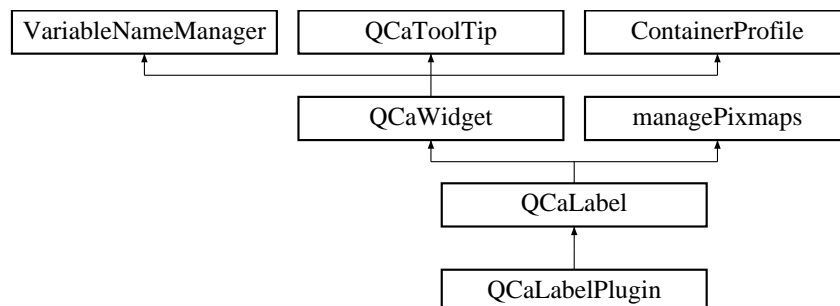 VariableNameManager
QCaToolTip
ContainerProfile
QCaWidget
managePixmaps
QCaLabel
QCaLabelPlugin